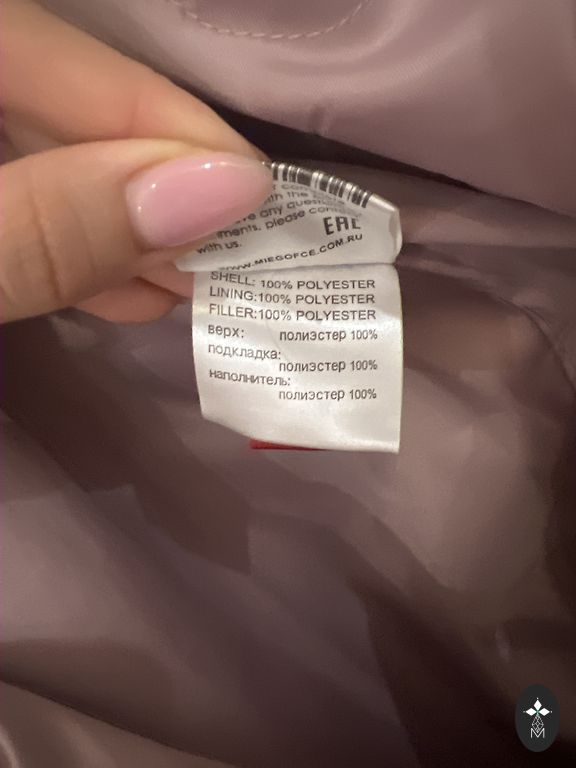 with the
any questions
please contact
with us.
EAC
WWW.MIEGOFCE.COM.RU
SHELL: 100% POLYESTER
LINING:100% POLYESTER
FILLER:100% POLYESTER
верх: полиэстер 100%
подкладка:
полиэстер 100%
наполнитель:
полиэстер 100%
M